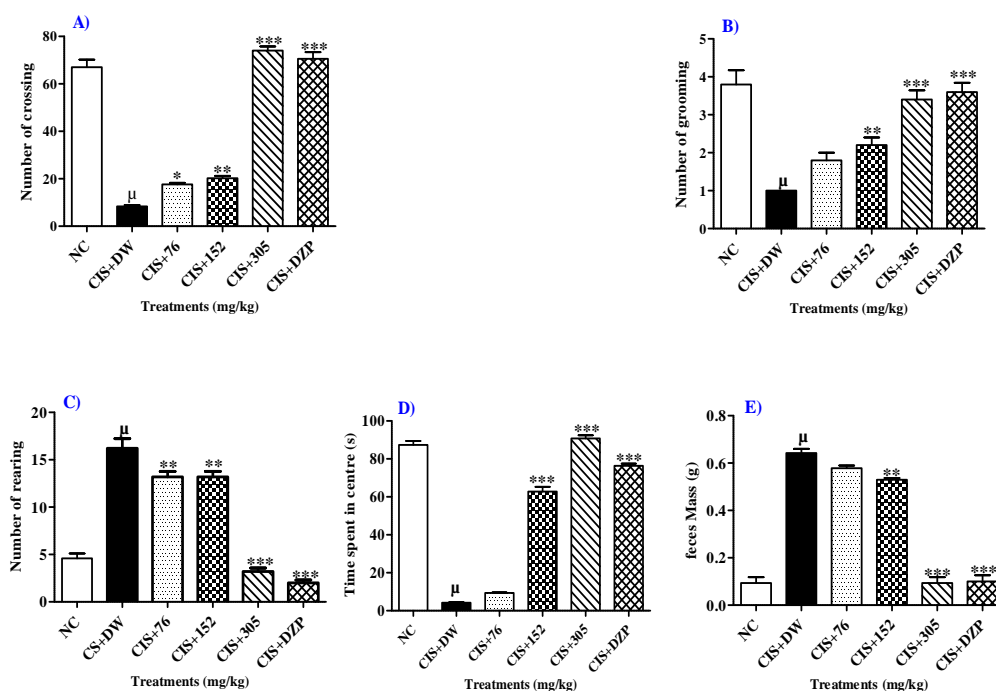 A)
Number of crossing
80
60
40
20
0
μ
*
**
***
***
NC
CIS+DW
CIS+76
CIS+152
CIS+305
CIS+DZP
Treatments (mg/kg)
B)
Number of grooming
5
4
3
2
1
0
μ
**
***
***
NC
CIS+DW
CIS+76
CIS+152
CIS+305
CIS+DZP
Treatments (mg/kg)
C)
Number of rearing
20
15
10
5
0
μ
**
**
***
***
NC
CS+DW
CIS+76
CIS+152
CIS+305
CIS+DZP
Treatments (mg/kg)
D)
Time spent in centre (s)
100
80
60
40
20
0
μ
***
***
***
NC
CIS+DW
CIS+76
CIS+152
CIS+305
CIS+DZP
Treatments (mg/kg)
E)
feces Mass (g)
0.8
0.6
0.4
0.2
0.0
μ
**
***
***
NC
CIS+DW
CIS+76
CIS+152
CIS+305
CIS+DZP
Treatments (mg/kg)